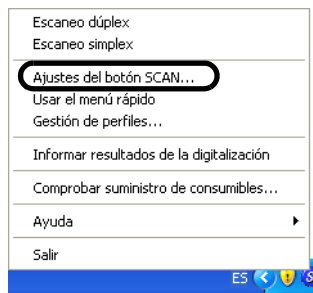 Escaneo dúplex
Escaneo simplex
Ajustes del botón SCAN...
Usar el menú rápido
Gestión de perfiles...
Informar resultados de la digitalización
Comprobar suministro de consumibles...
Ayuda
Salir
ES